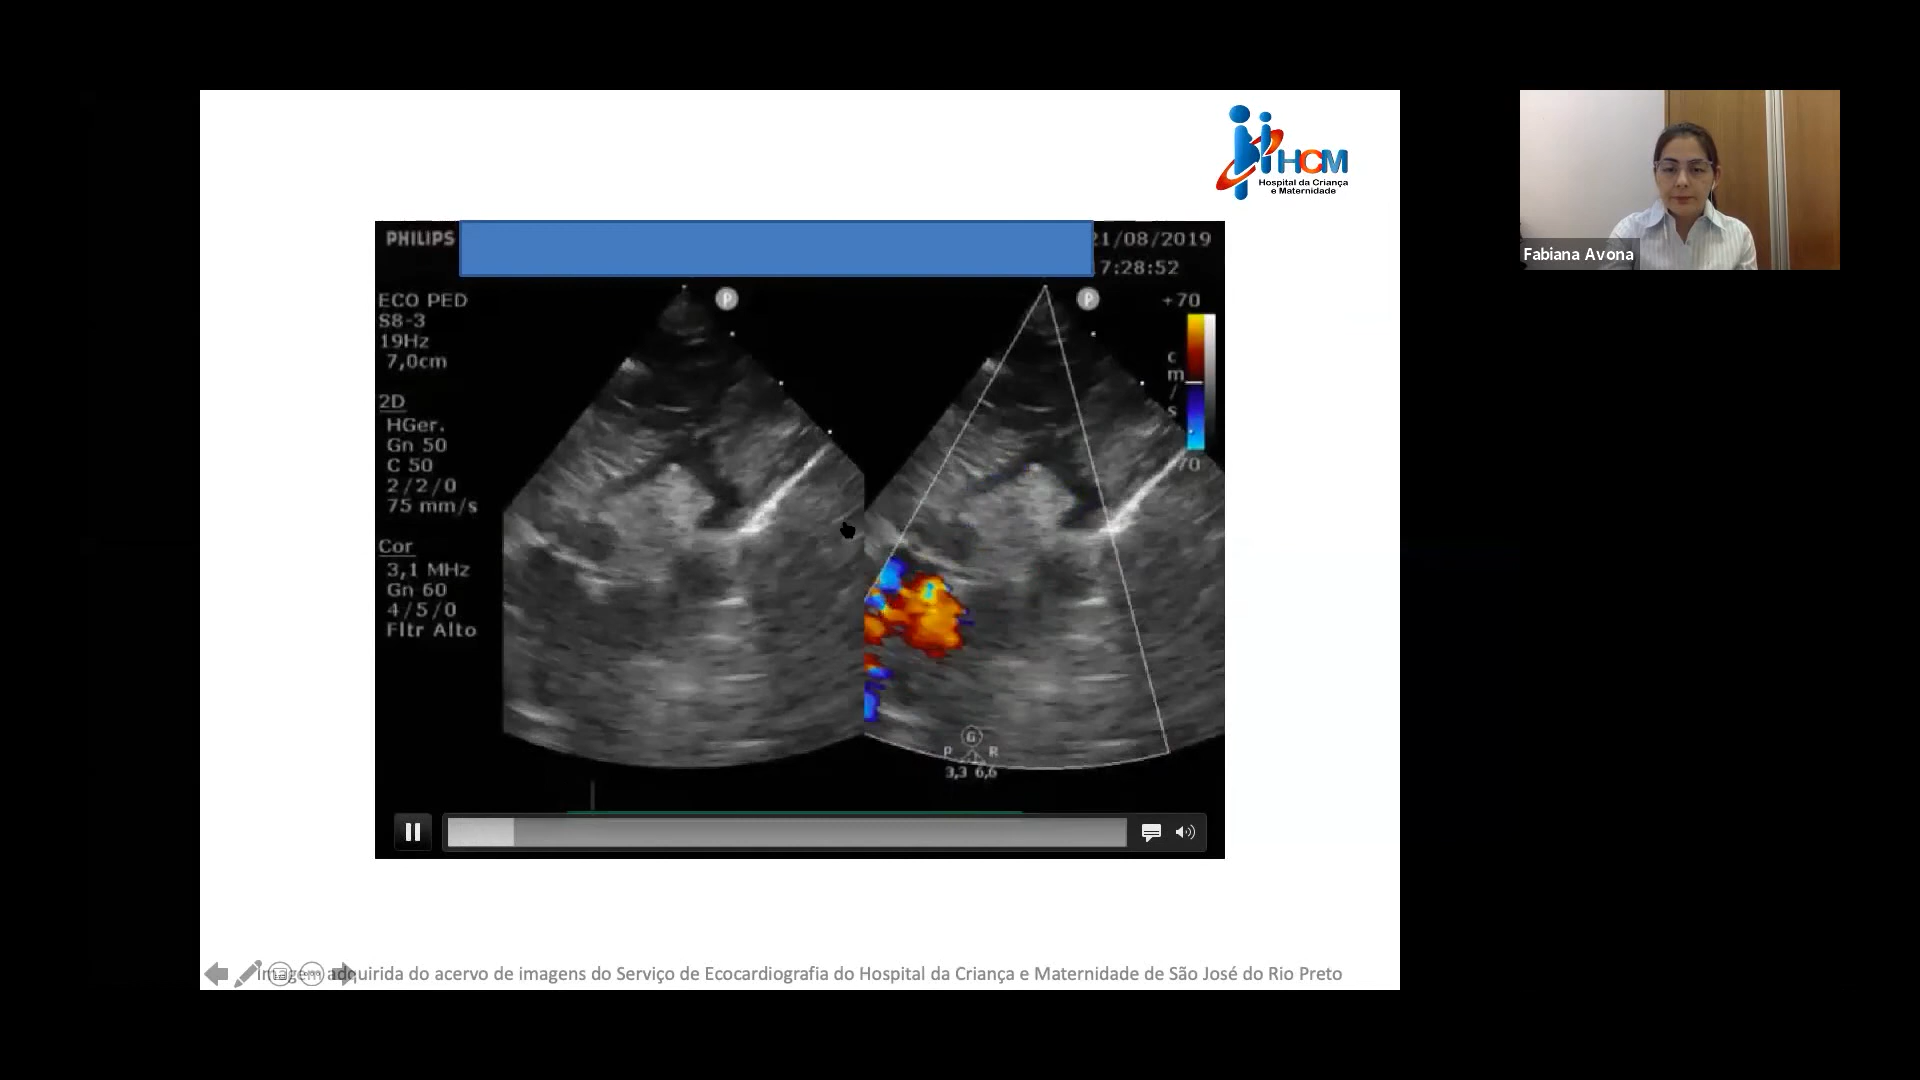 HCM
Hospital da Criança
e Maternidade
PHILIPS
21/08/2019
7:28:52
ECO PED
S8-3
19Hz
7,0cm
2D
HGer.
Gn 50
C 50
2/2/0
75 mm/s
Cor
3,1 MHz
Gn 60
4/5/0
Fltr Alto
P
P
+70
c
m
/
s
70
G
P R
3,3 6,6
Fabiana Avona
Imagem adquirida do acervo de imagens do Serviço de Ecocardiografia do Hospital da Criança e Maternidade de São José do Rio Preto